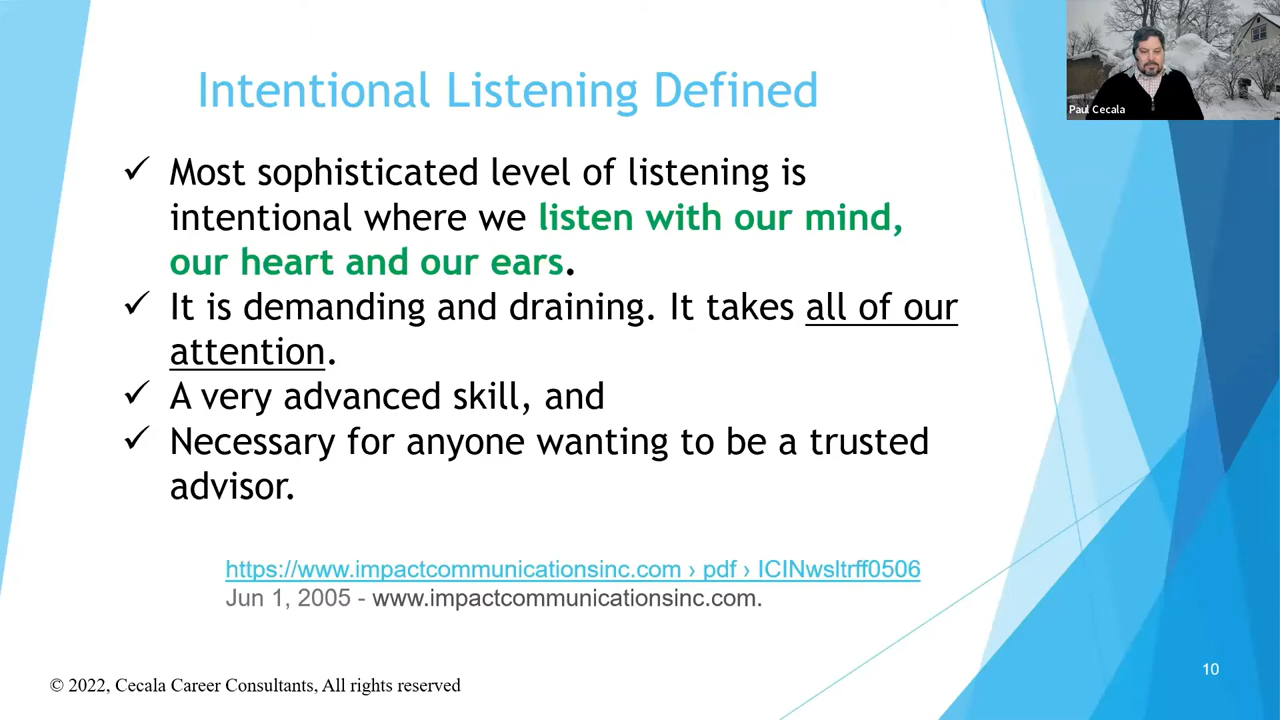 Intentional Listening Defined
Paul Cecala
✓ Most sophisticated level of listening is
intentional where we listen with our mind,
our heart and our ears.
✓ It is demanding and draining. It takes all of our
attention.
✓ A very advanced skill, and
✓ Necessary for anyone wanting to be a trusted
advisor.
https://www.impactcommunicationsinc.com › pdf › ICINwsltrff0506
Jun 1, 2005 - www.impactcommunicationsinc.com.
10
© 2022, Cecala Career Consultants, All rights reserved